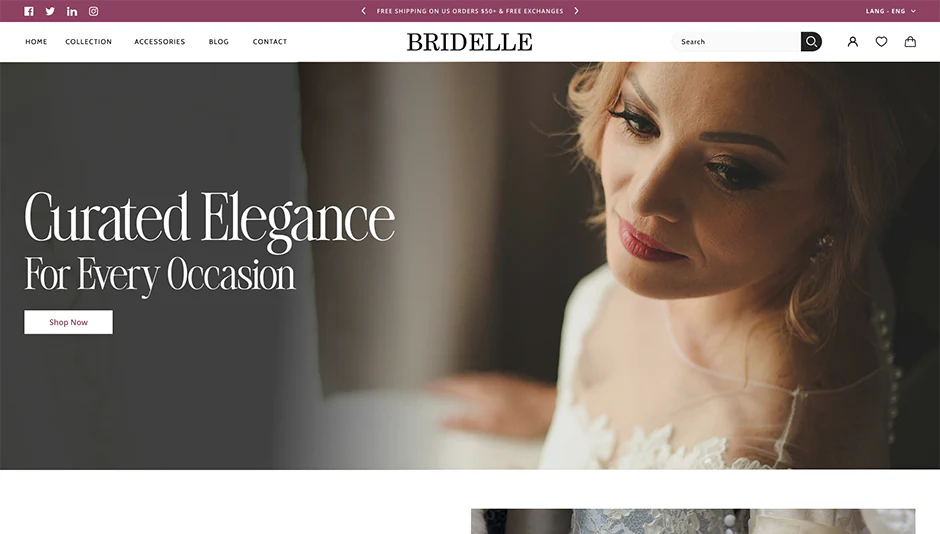 FREE SHIPPING ON US ORDERS $50+ & FREE EXCHANGES
LANG - ENG
HOME
COLLECTION
ACCESSORIES
BLOG
CONTACT
BRIDELLE
Search
Curated Elegance
For Every Occasion
Shop Now